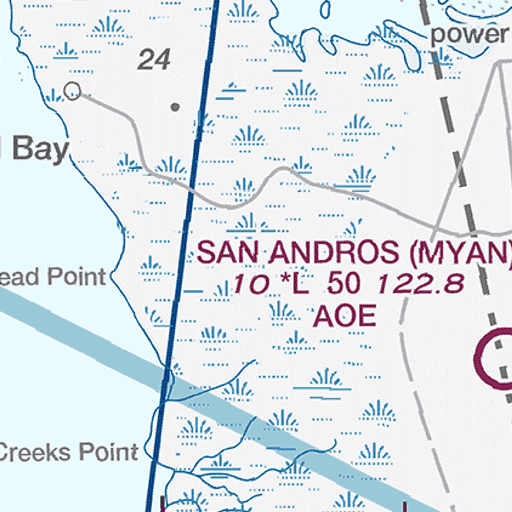 power
24
Bay
SAN ANDROS (MYAN)
10 *L 50 122.8
AOE
ead Point
Creeks Point